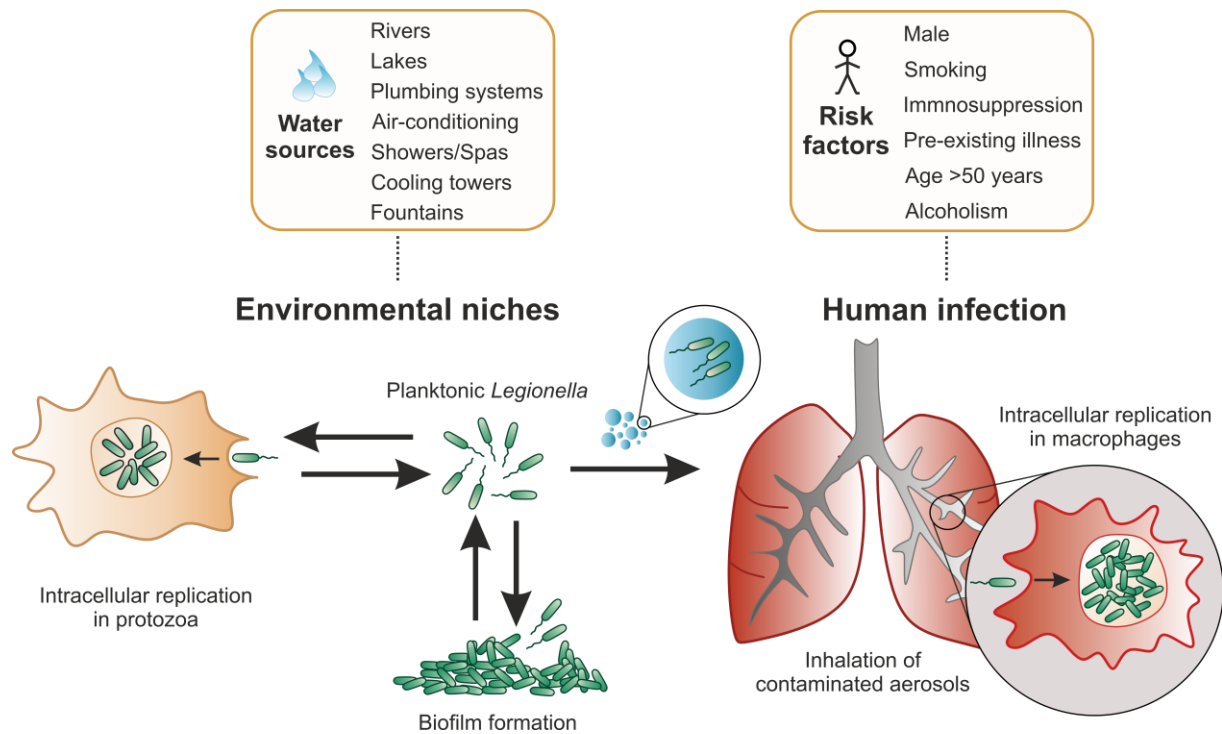 Water
sources
Rivers
Lakes
Plumbing systems
Air-conditioning
Showers/Spas
Cooling towers
Fountains
Risk
factors
Male
Smoking
Immnosuppression
Pre-existing illness
Age >50 years
Alcoholism
Environmental niches
Human infection
Planktonic Legionella
Intracellular replication
in macrophages
Intracellular replication
in protozoa
Inhalation of
contaminated aerosols
Biofilm formation